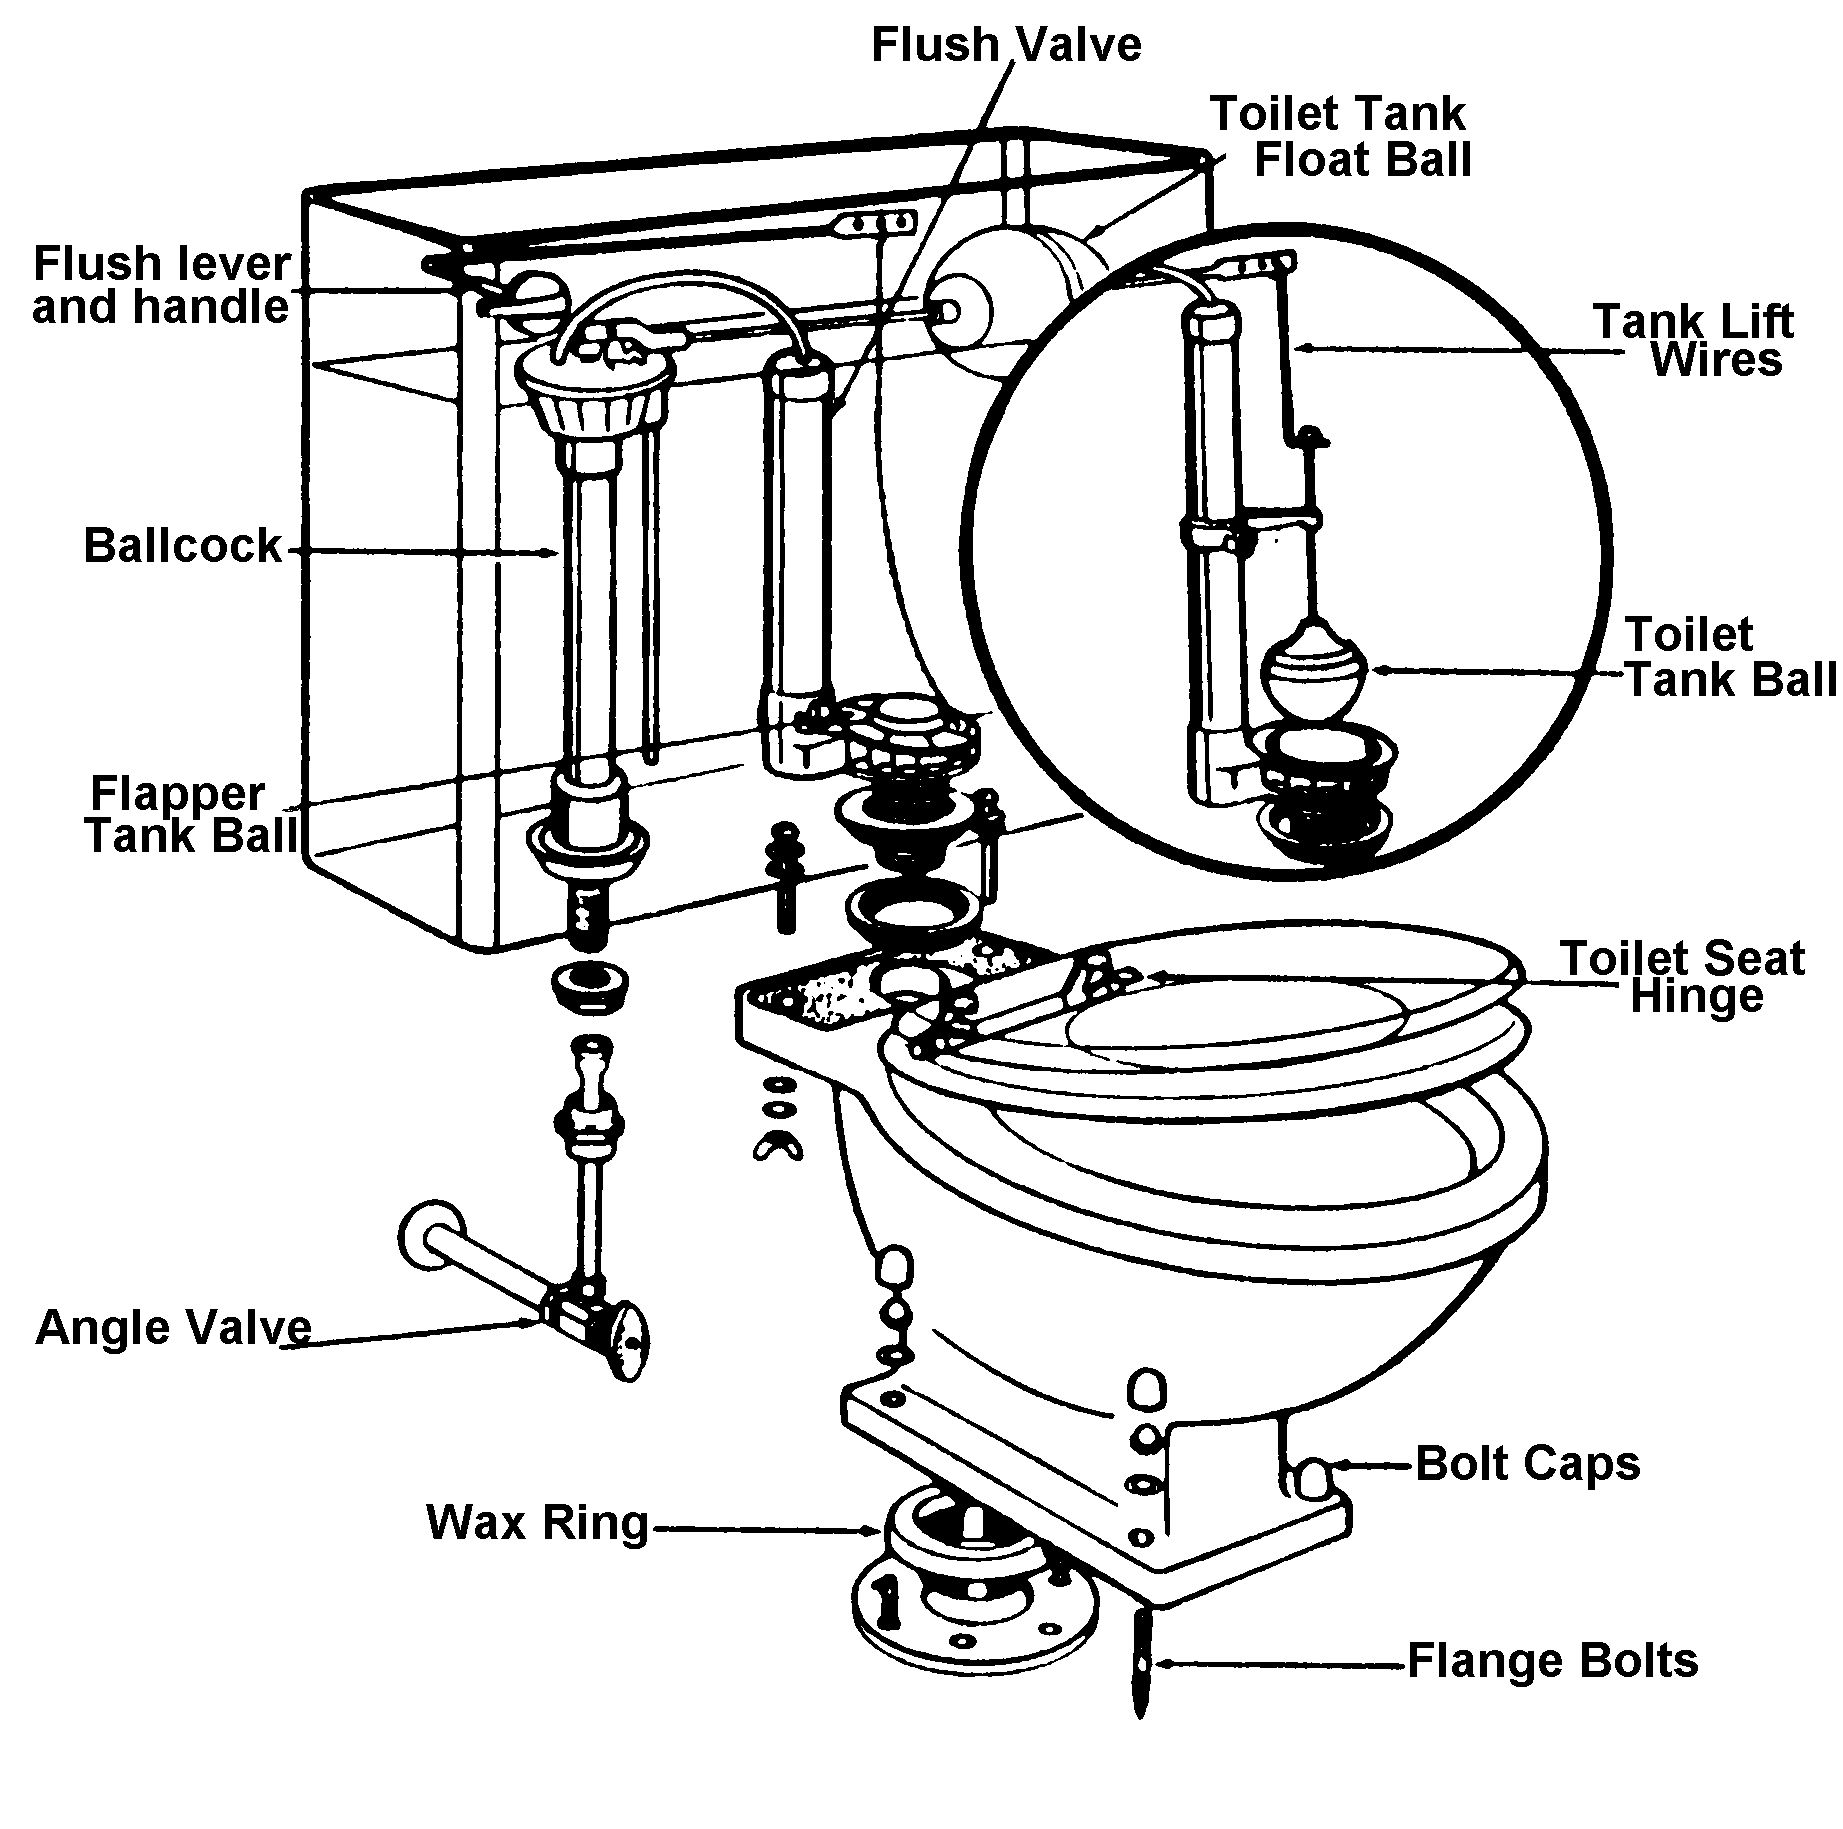 Flush Valve
Toilet Tank
Float Ball
Flush lever
and handle
Tank Lift
Wires
Ballcock
Toilet
Tank Ball
Flapper
Tank Ball
Toilet Seat
Hinge
Angle Valve
Bolt Caps
Wax Ring
1
Flange Bolts